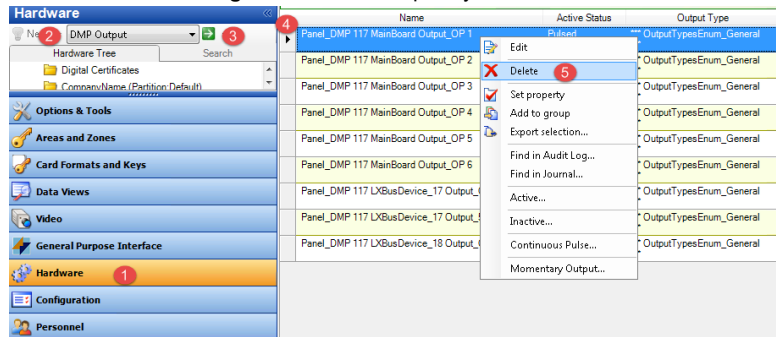 Hardware
Ne
2
DMP Output
3
Hardware Tree
Search
Digital Certificates
CompanyName (Partition:Default)
Options & Tools
Areas and Zones
Card Formats and Keys
Data Views
Video
General Purpose Interface
Hardware
1
Configuration
Personnel
4
Name
Active Status
Output Type
Panel_DMP 117 MainBoard Output_OP 1
Pulsed
*** OutputTypesEnum_General
Panel_DMP 117 MainBoard Output_OP 2
OutputTypesEnum_General
Panel_DMP 117 MainBoard Output_OP 3
OutputTypesEnum_General
Panel_DMP 117 MainBoard Output_OP 4
OutputTypesEnum_General
Panel_DMP 117 MainBoard Output_OP 5
OutputTypesEnum_General
Panel_DMP 117 MainBoard Output_OP 6
OutputTypesEnum_General
Panel_DMP 117 LXBusDevice_17 Output_
OutputTypesEnum_General
Panel_DMP 117 LXBusDevice_17 Output_
OutputTypesEnum_General
Panel_DMP 117 LXBusDevice_18 Output_
OutputTypesEnum_General
Edit
Delete
5
Set property
Add to group
Export selection...
Find in Audit Log...
Find in Journal...
Active...
Inactive...
Continuous Pulse...
Momentary Output...